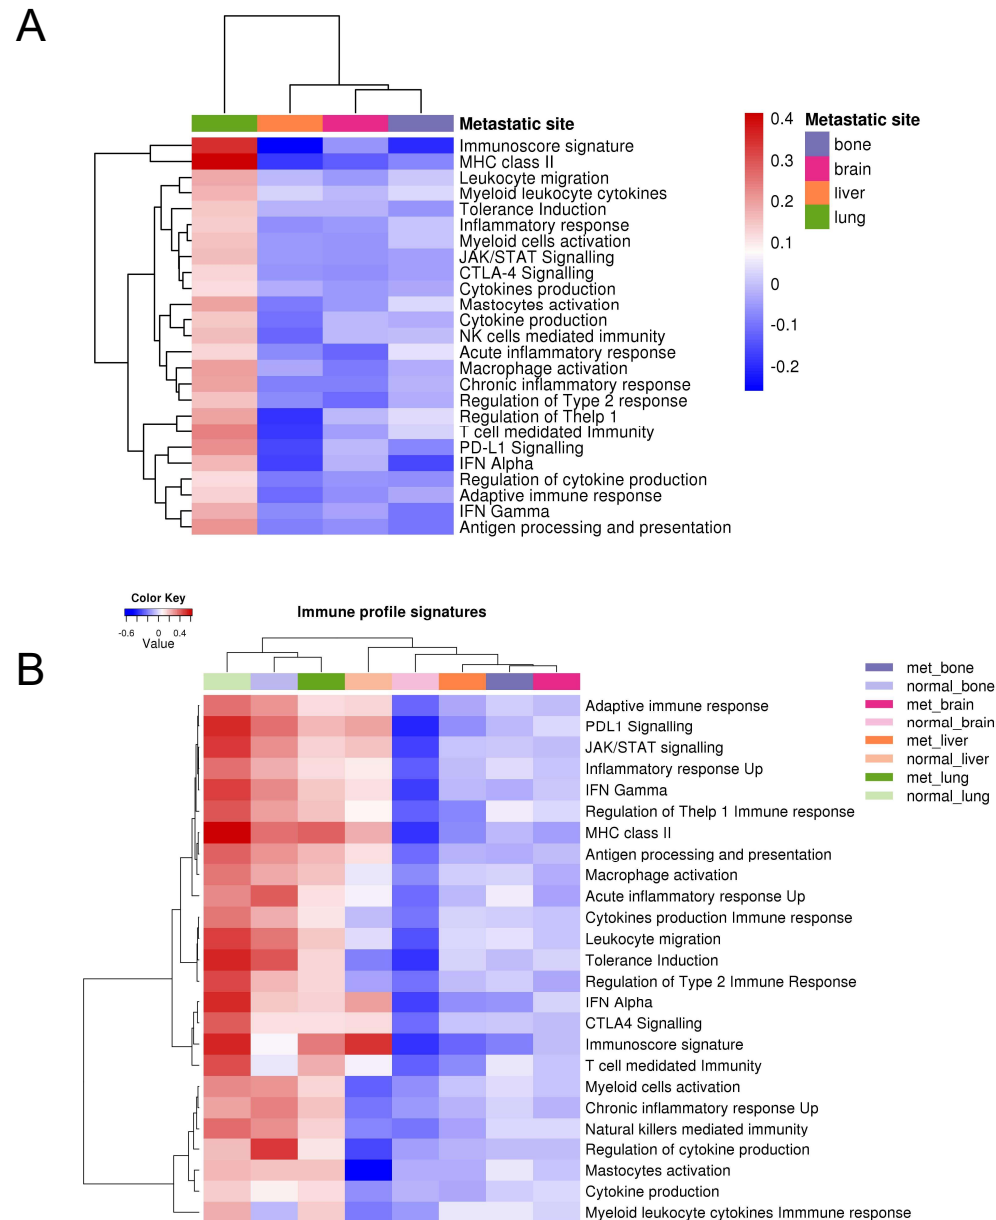 A
Metastatic site
Immunoscore signature
MHC class II
Leukocyte migration
Myeloid leukocyte cytokines
Tolerance Induction
Inflammatory response
Myeloid cells activation
JAK/STAT Signalling
CTLA-4 Signalling
Cytokines production
Mastocytes activation
Cytokine production
NK cells mediated immunity
Acute inflammatory response
Macrophage activation
Chronic inflammatory response
Regulation of Type 2 response
Regulation of Thelp 1
T cell medidated Immunity
PD-L1 Signalling
IFN Alpha
Regulation of cytokine production
Adaptive immune response
IFN Gamma
Antigen processing and presentation
0.4
0.3
0.2
0.1
0
-0.1
-0.2
Metastatic site
bone
brain
liver
lung
Color Key
-0.6 0 0.4
Value
Immune profile signatures
B
Adaptive immune response
PDL1 Signalling
JAK/STAT signalling
Inflammatory response Up
IFN Gamma
Regulation of Thelp 1 Immune response
MHC class II
Antigen processing and presentation
Macrophage activation
Acute inflammatory response Up
Cytokines production Immune response
Leukocyte migration
Tolerance Induction
Regulation of Type 2 Immune Response
IFN Alpha
CTLA4 Signalling
Immunoscore signature
T cell medidated Immunity
Myeloid cells activation
Chronic inflammatory response Up
Natural killers mediated immunity
Regulation of cytokine production
Mastocytes activation
Cytokine production
Myeloid leukocyte cytokines Immmune response
met_bone
normal_bone
met_brain
normal_brain
met_liver
normal_liver
met_lung
normal_lung